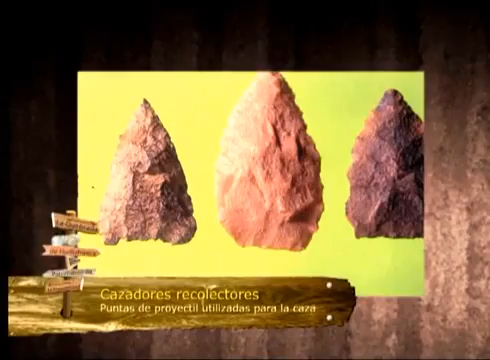 Cazadores recolectores
Puntas de proyectil utilizadas para la caza